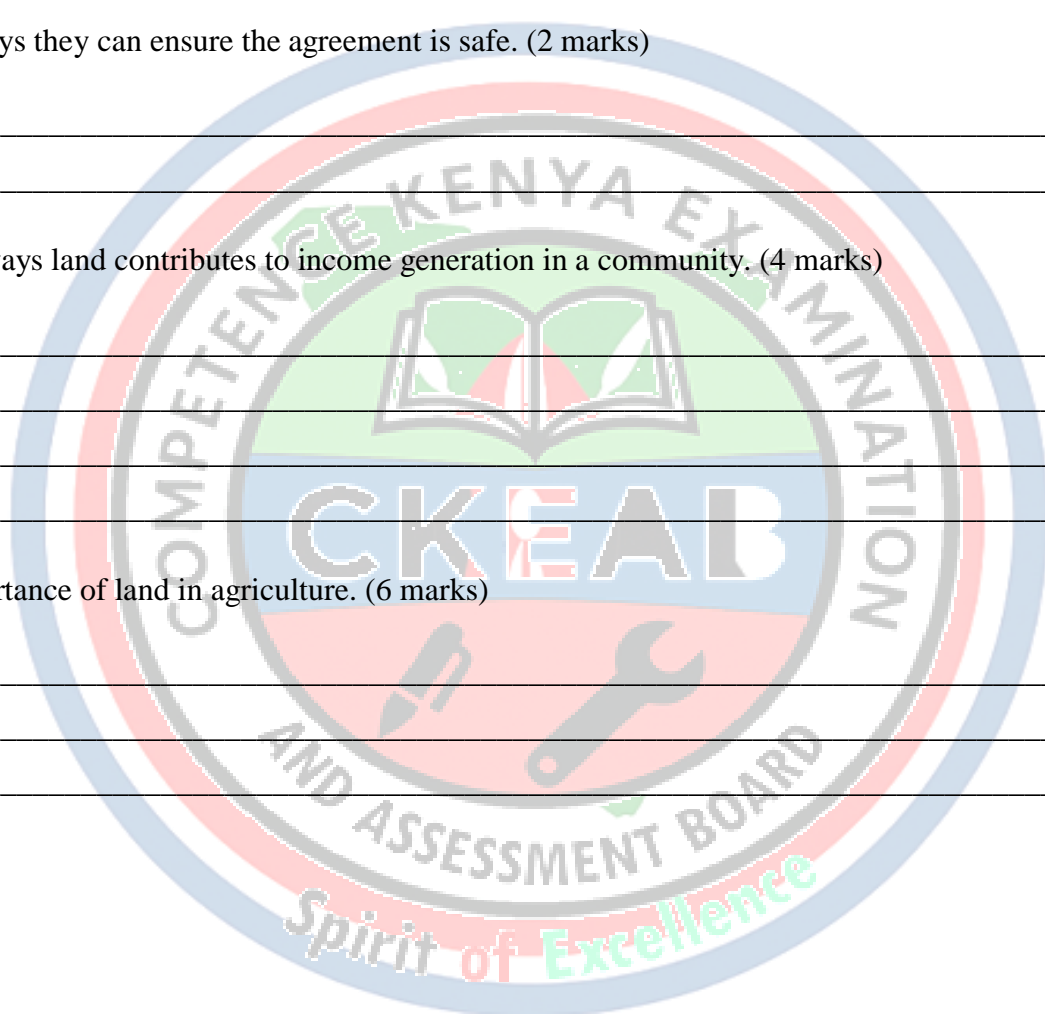 ys they can ensure the agreement is safe. (2 marks)
ays land contributes to income generation in a community. (4 marks)
rtance of land in agriculture. (6 marks)
COMPETENCE KENYA EXAMINATION
CKEAB
AND ASSESSMENT BOARD
Spirit of Excellence